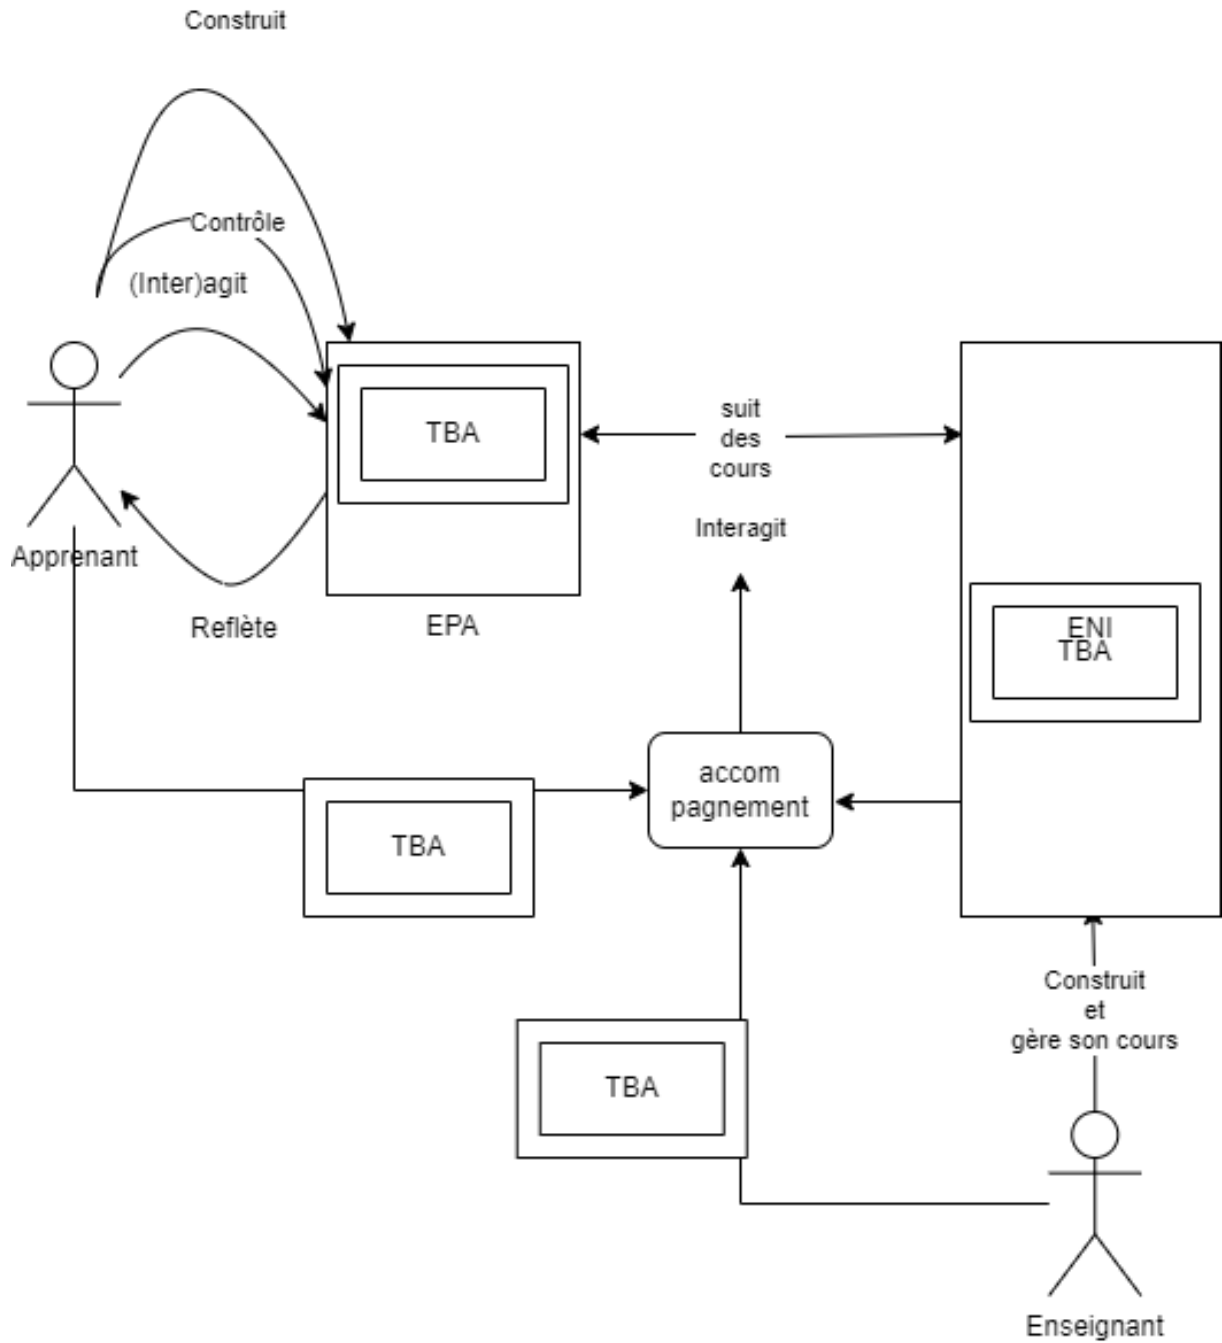 Construit
Contrôle
(Inter)agit
TBA
suit
des
cours
Interagit
Apprenant
Reflète
EPA
ENI
TBA
accom
pagnement
TBA
Construit
et
gère son cours
TBA
Enseignant